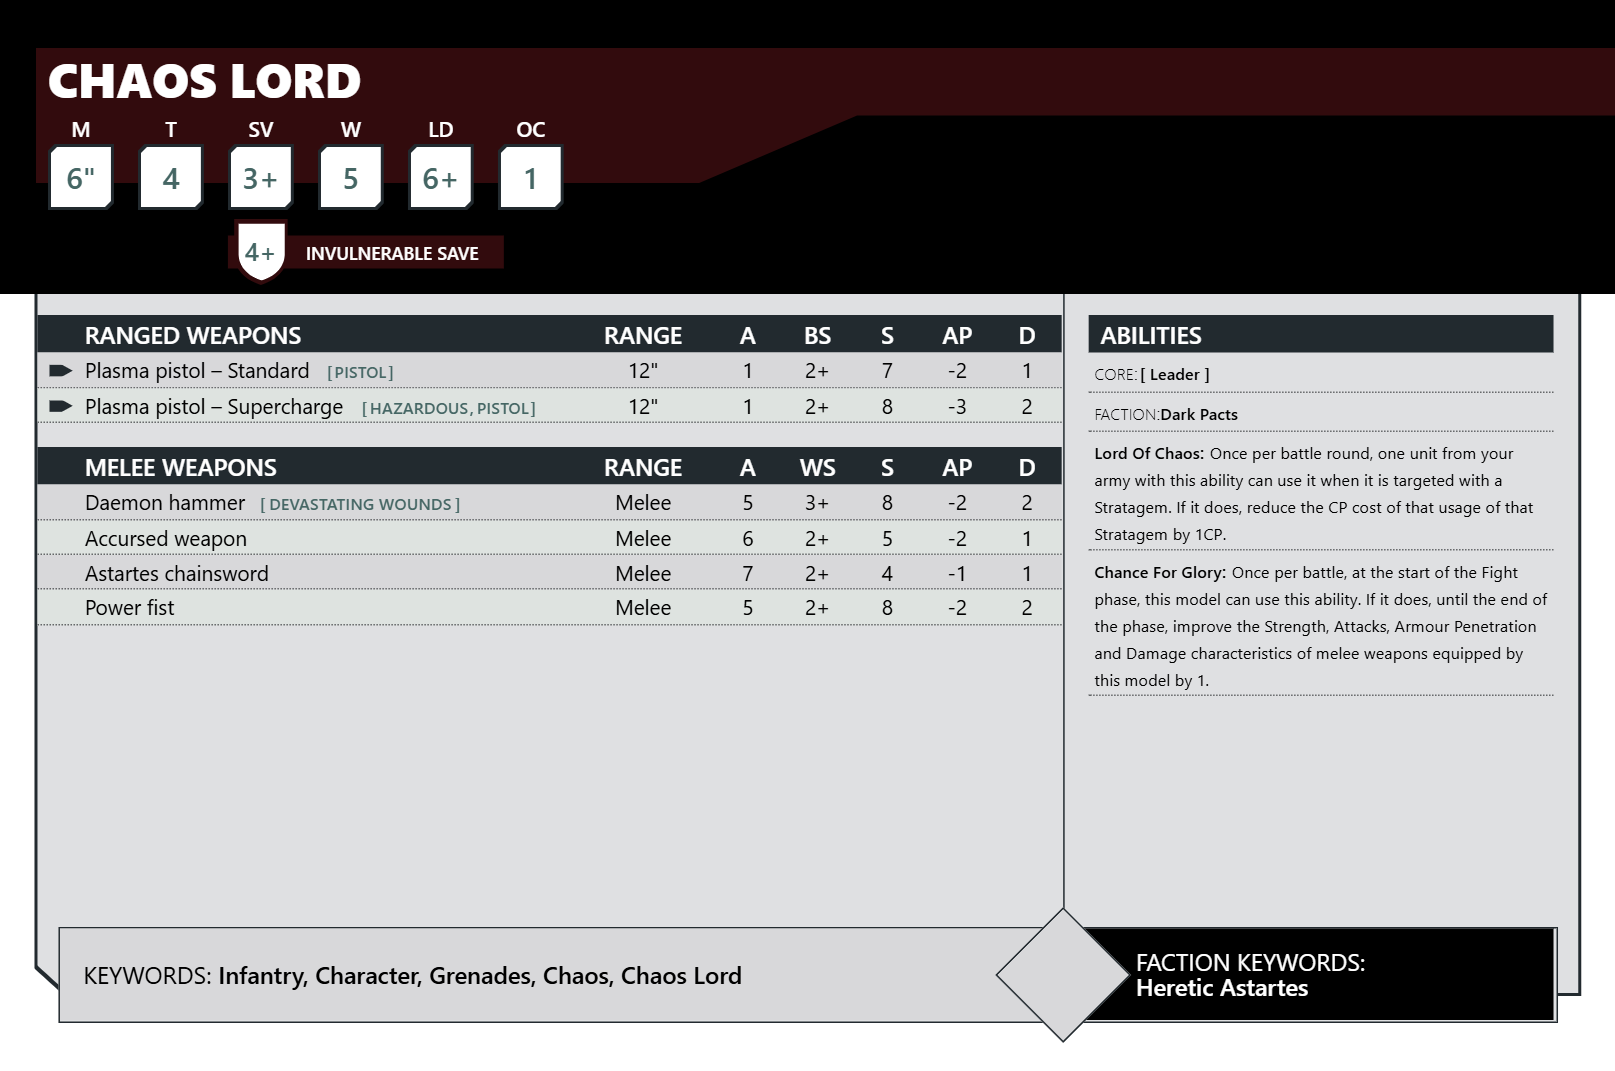 CHAOS LORD
M T SV W LD OC
6" 4 3+ 5 6+ 1
4+ INVULNERABLE SAVE
RANGED WEAPONS RANGE A BS S AP D
Plasma pistol – Standard [PISTOL] 12" 1 2+ 7 -2 1
Plasma pistol – Supercharge [HAZARDOUS, PISTOL] 12" 1 2+ 8 -3 2
MELEE WEAPONS RANGE A WS S AP D
Daemon hammer [DEVASTATING WOUNDS] Melee 5 3+ 8 -2 2
Accursed weapon Melee 6 2+ 5 -2 1
Astartes chainsword Melee 7 2+ 4 -1 1
Power fist Melee 5 2+ 8 -2 2
ABILITIES
CORE: [ Leader ]
FACTION: Dark Pacts
Lord Of Chaos: Once per battle round, one unit from your
army with this ability can use it when it is targeted with a
Stratagem. If it does, reduce the CP cost of that usage of that
Stratagem by 1CP.
Chance For Glory: Once per battle, at the start of the Fight
phase, this model can use this ability. If it does, until the end of
the phase, improve the Strength, Attacks, Armour Penetration
and Damage characteristics of melee weapons equipped by
this model by 1.
KEYWORDS: Infantry, Character, Grenades, Chaos, Chaos Lord
FACTION KEYWORDS:
Heretic Astartes